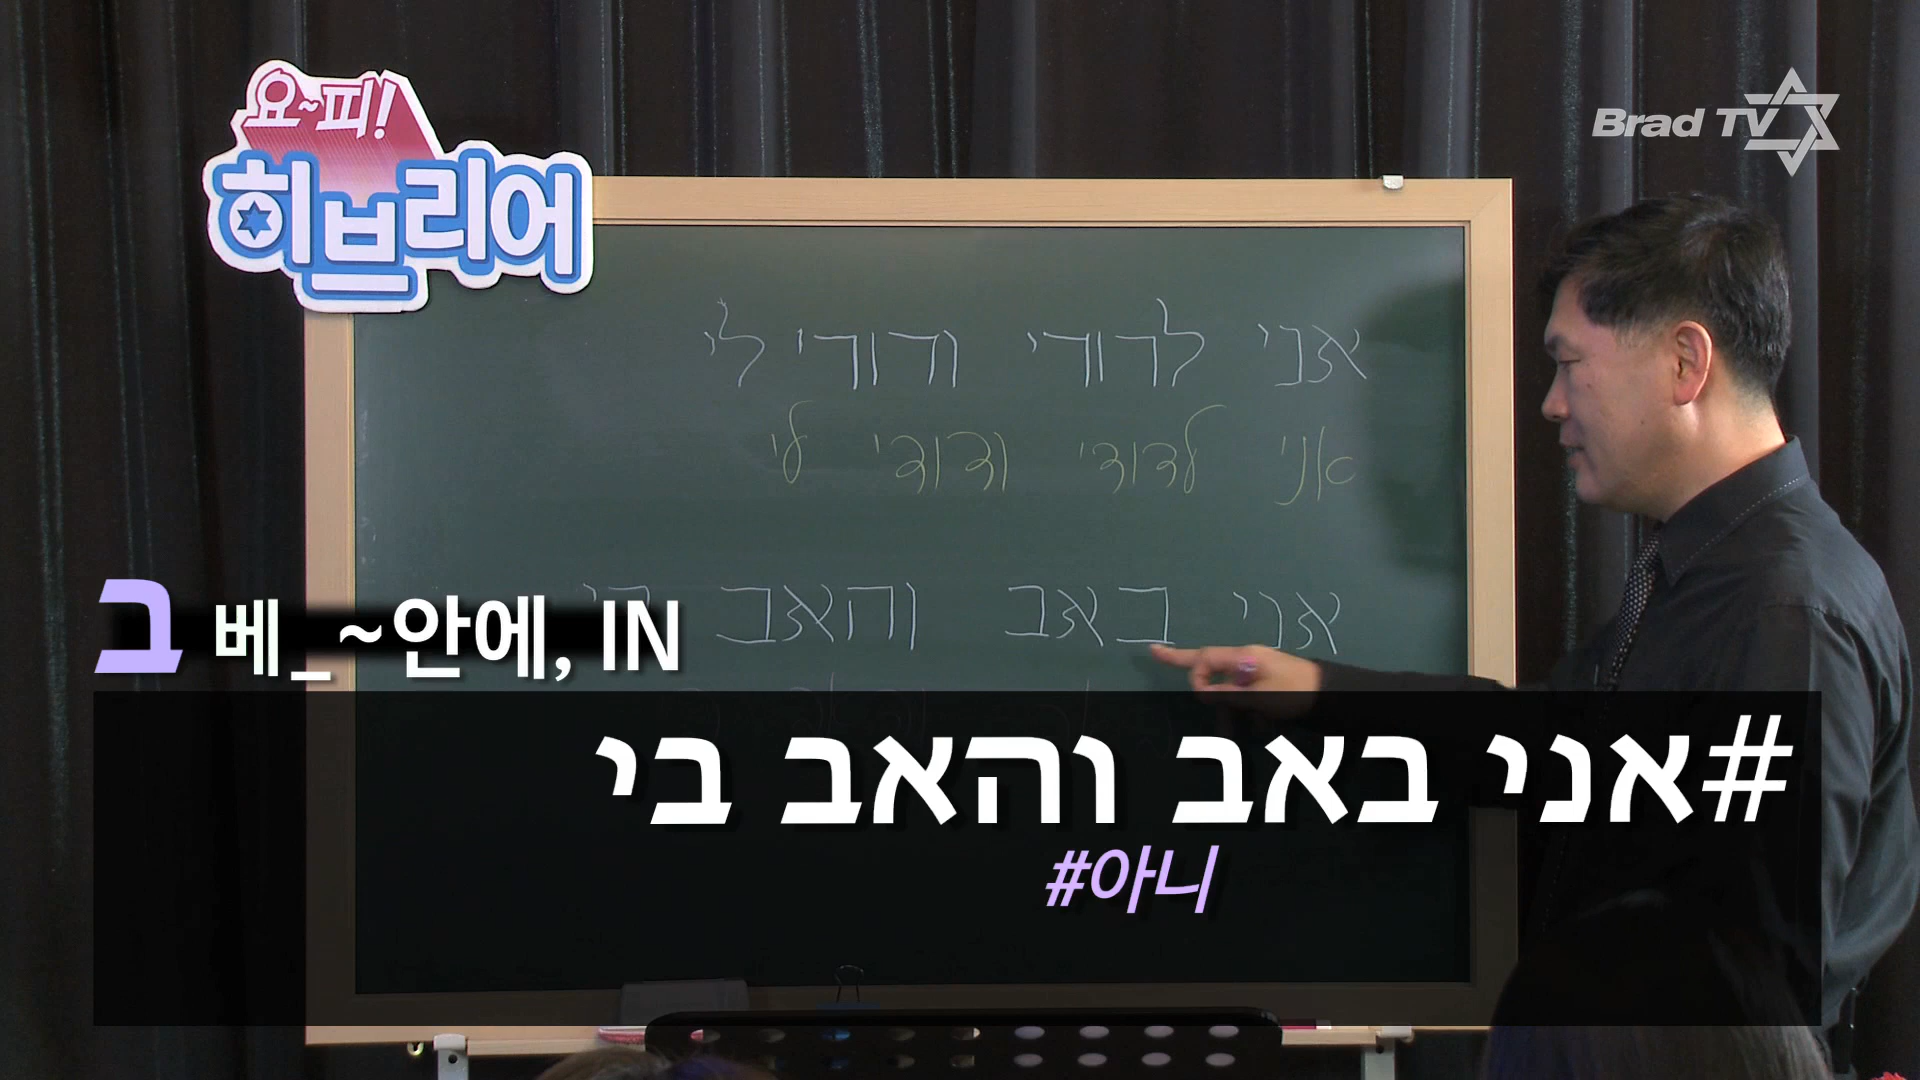 요~피!
히브리어
Brad TV
אני לדודי ודודי לי
אני לדודי ודודי לי
אני באב והאב בי
ב 베_~안에, IN
#אני באב והאב בי
#아니